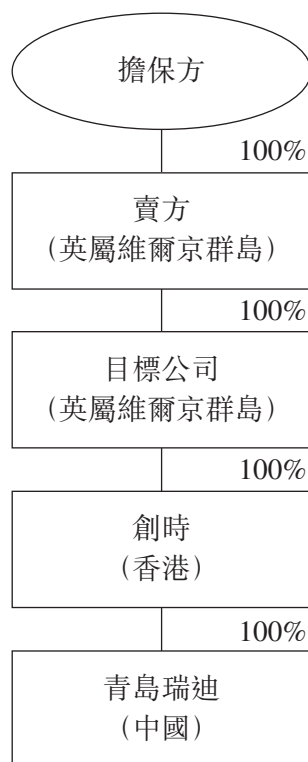 擔保方
100%
賣方
(英屬維爾京群島)
100%
目標公司
(英屬維爾京群島)
100%
創時
(香港)
100%
青島瑞迪
(中國)